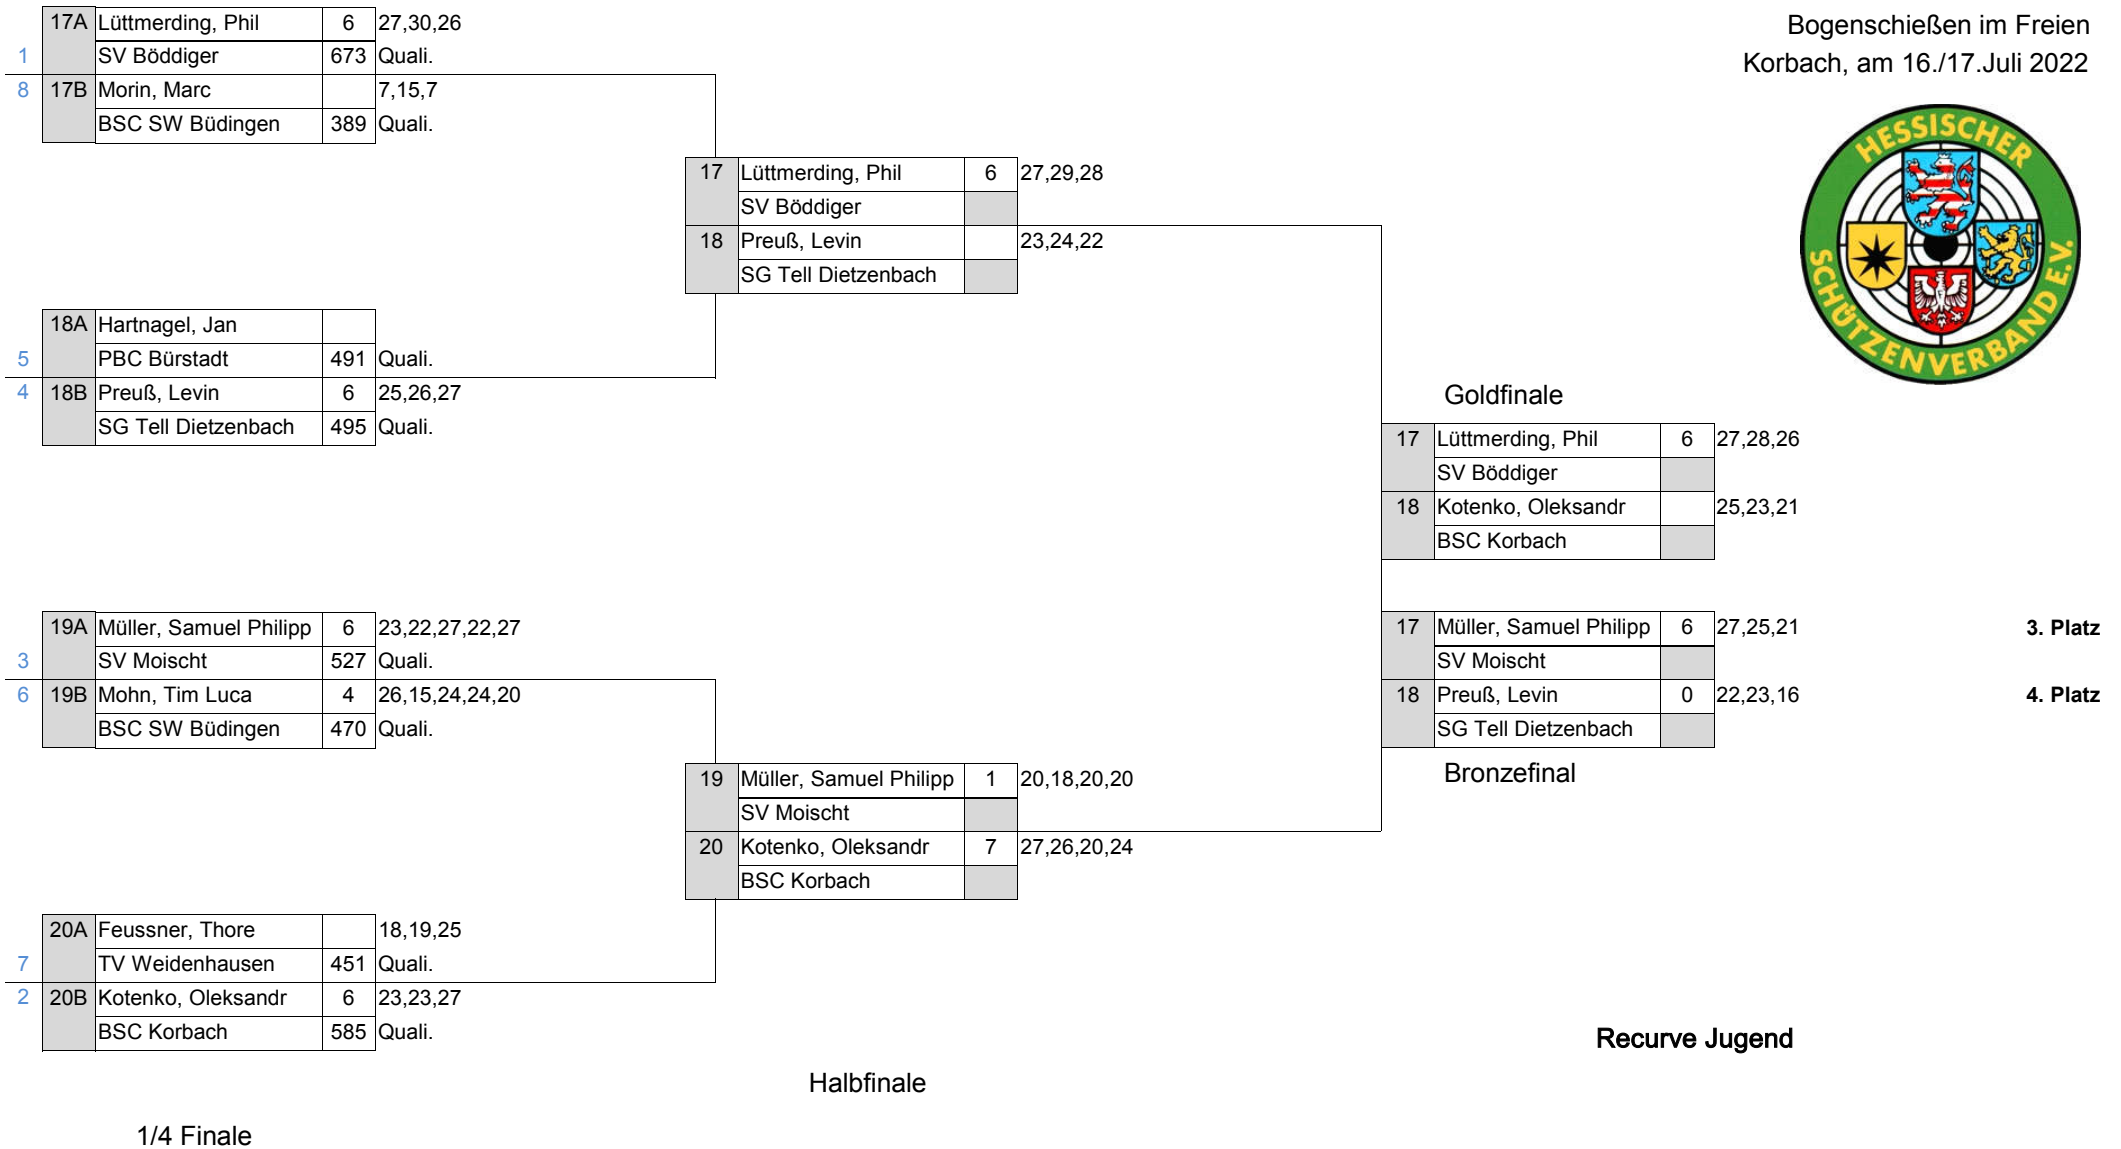 Bogenschießen im Freien
Korbach, am 16./17.Juli 2022
HESSISCHER
SCHÜTZENVERBAND E.V.
17A Lüttmerding, Phil 6 27,30,26
1 SV Böddiger 673 Quali.
8 17B Morin, Marc 7,15,7
BSC SW Büdingen 389 Quali.
18A Hartnagel, Jan
5 PBC Bürstadt 491 Quali.
4 18B Preuß, Levin 6 25,26,27
SG Tell Dietzenbach 495 Quali.
19A Müller, Samuel Philipp 6 23,22,27,22,27
3 SV Moischt 527 Quali.
6 19B Mohn, Tim Luca 4 26,15,24,24,20
BSC SW Büdingen 470 Quali.
20A Feussner, Thore 18,19,25
7 TV Weidenhausen 451 Quali.
2 20B Kotenko, Oleksandr 6 23,23,27
BSC Korbach 585 Quali.
1/4 Finale
17 Lüttmerding, Phil 6 27,29,28
SV Böddiger
18 Preuß, Levin 23,24,22
SG Tell Dietzenbach
19 Müller, Samuel Philipp 1 20,18,20,20
SV Moischt
20 Kotenko, Oleksandr 7 27,26,20,24
BSC Korbach
Halbfinale
Goldfinale
17 Lüttmerding, Phil 6 27,28,26
SV Böddiger
18 Kotenko, Oleksandr 25,23,21
BSC Korbach
17 Müller, Samuel Philipp 6 27,25,21 3. Platz
SV Moischt
18 Preuß, Levin 0 22,23,16 4. Platz
SG Tell Dietzenbach
Bronzefinal
Recurve Jugend